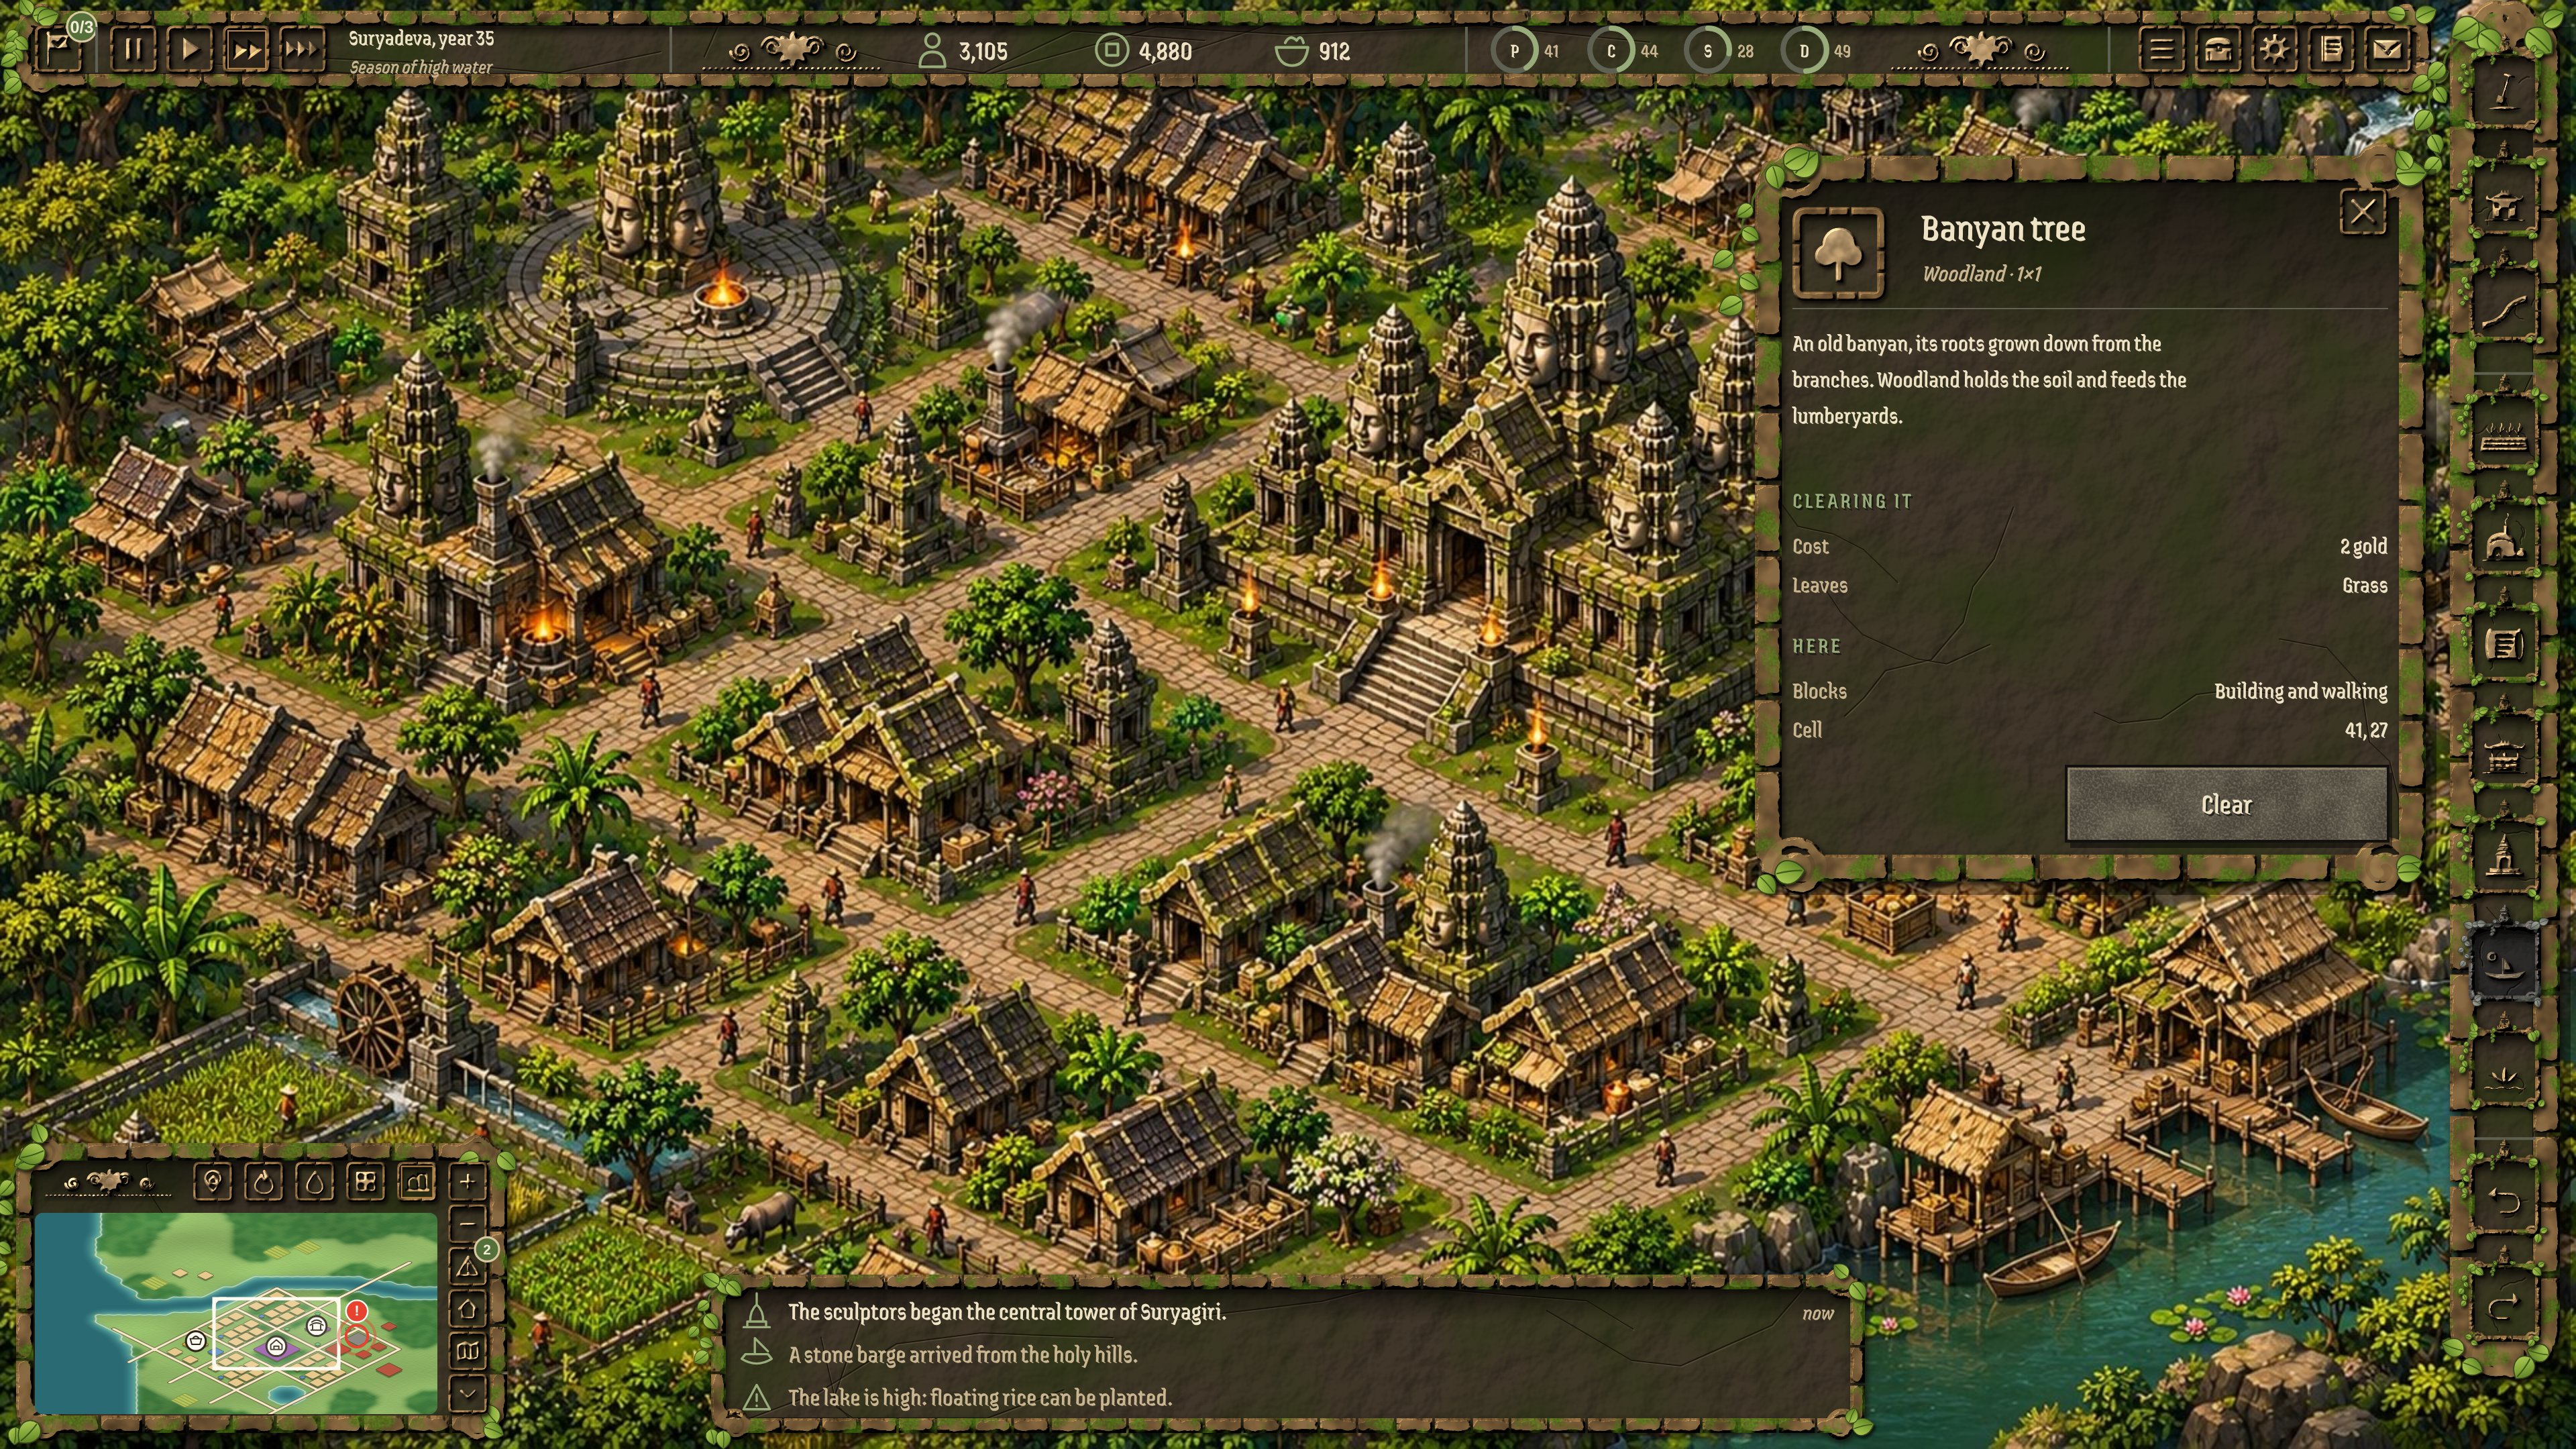 0/3
Suryadeva, year 35
Season of high water
3,105
4,880
912
P 41
C 44
S 28
D 49
Banyan tree
Woodland · 1×1
An old banyan, its roots grown down from the
branches. Woodland holds the soil and feeds the
lumberyards.
CLEARING IT
Cost 2 gold
Leaves Grass
HERE
Blocks Building and walking
Cell 41, 27
Clear
2
!
The sculptors began the central tower of Suryagiri. now
A stone barge arrived from the holy hills.
The lake is high: floating rice can be planted.